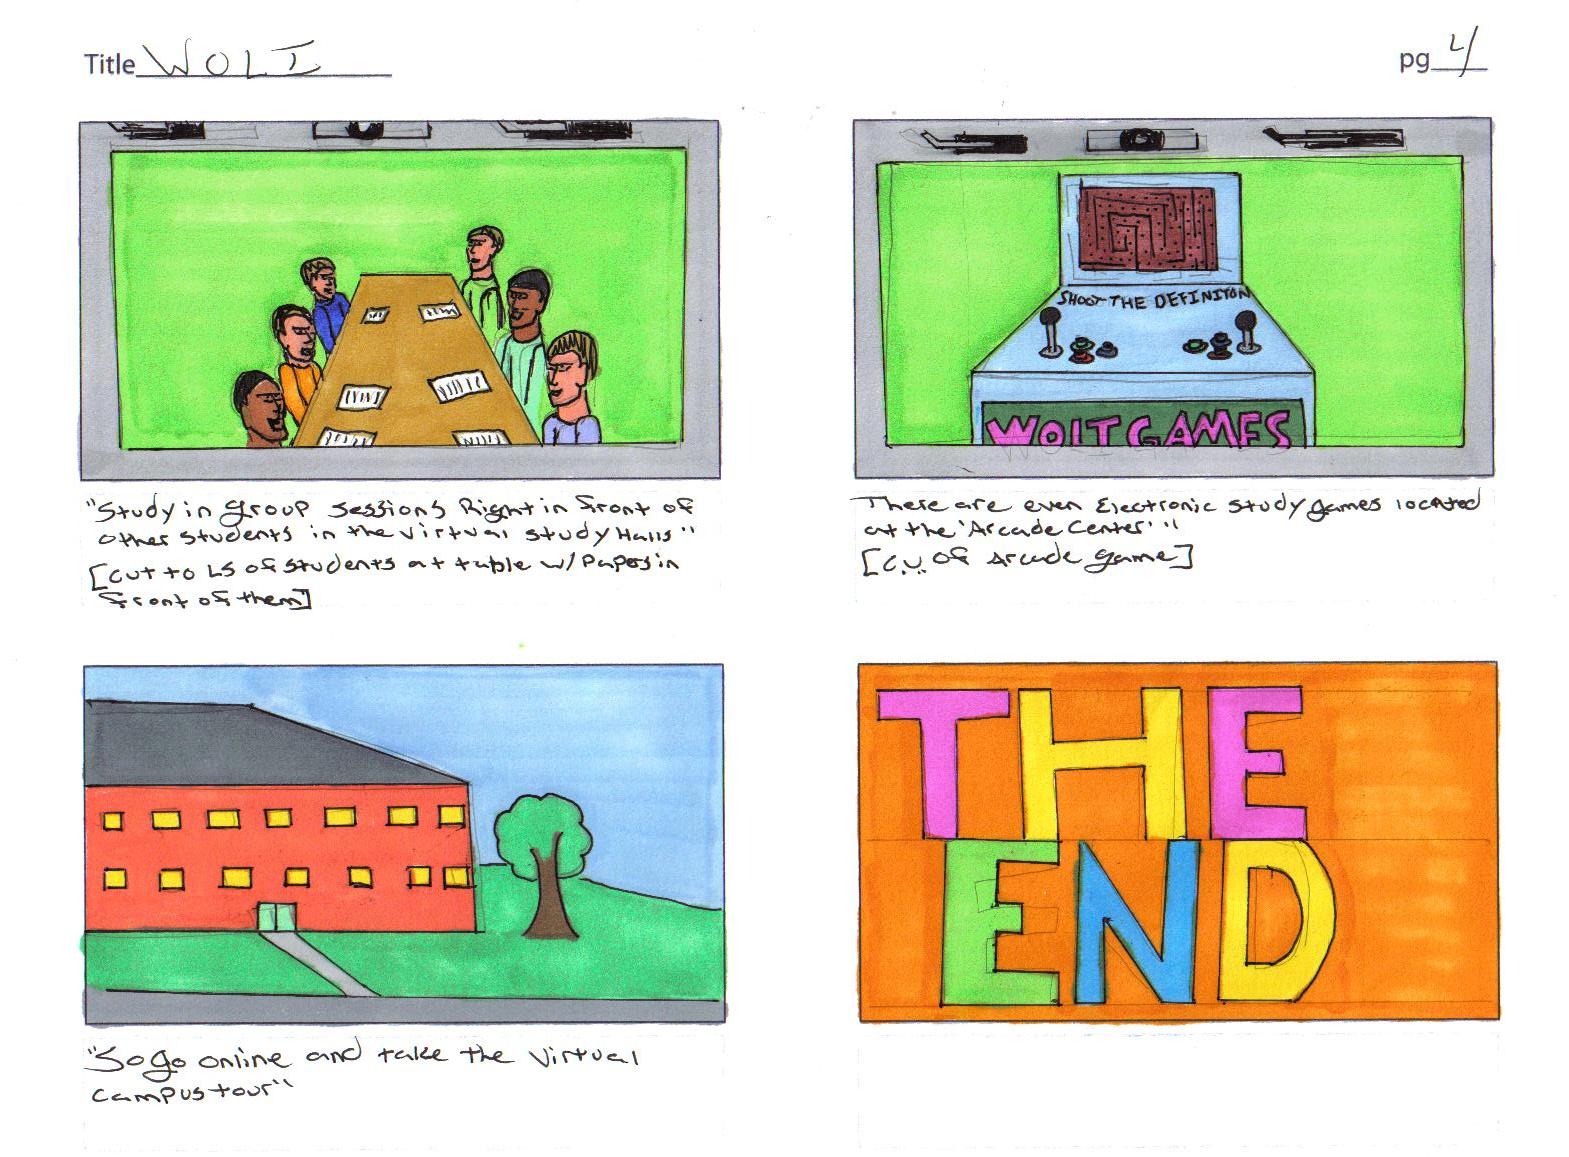 Title WOLI
pg 4
SHOOT THE DEFINITON
WOLI GAMES
"Study in group sessions Right in front of
other students in the virtual study Halls"
[cut to LS of students at table w/ papers in
front of them]
There are even Electronic study games located
at the 'Arcade Center' "
[C.U. of Arcade game]
THE
END
"So go online and take the virtual
campus tour"